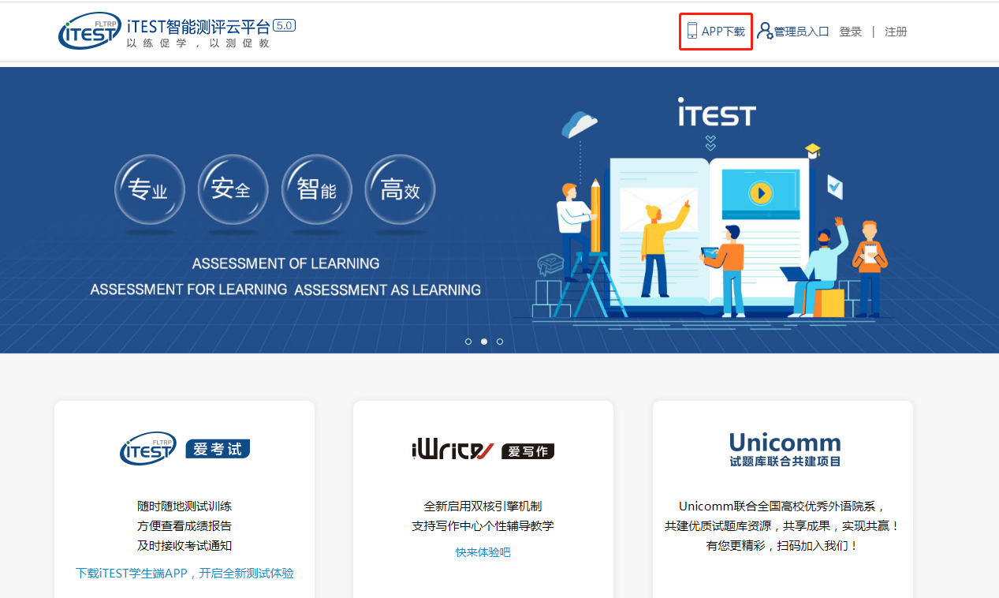 FLTRP
iTEST
iTEST智能测评云平台 5.0
以练促学，以测促教
APP下载
管理员入口
登录 | 注册
iTEST
专业
安全
智能
高效
ASSESSMENT OF LEARNING
ASSESSMENT FOR LEARNING ASSESSMENT AS LEARNING
FLTRP
iTEST 爱考试
随时随地测试训练
方便查看成绩报告
及时接收考试通知
下载iTEST学生端APP，开启全新测试体验
iWrite 爱写作
全新启用双核引擎机制
支持写作中心个性辅导教学
快来体验吧
Unicomm
试题库联合共建项目
Unicomm联合全国高校优秀外语院系，
共建优质试题库资源，共享成果，实现共赢！
有您更精彩，扫码加入我们！